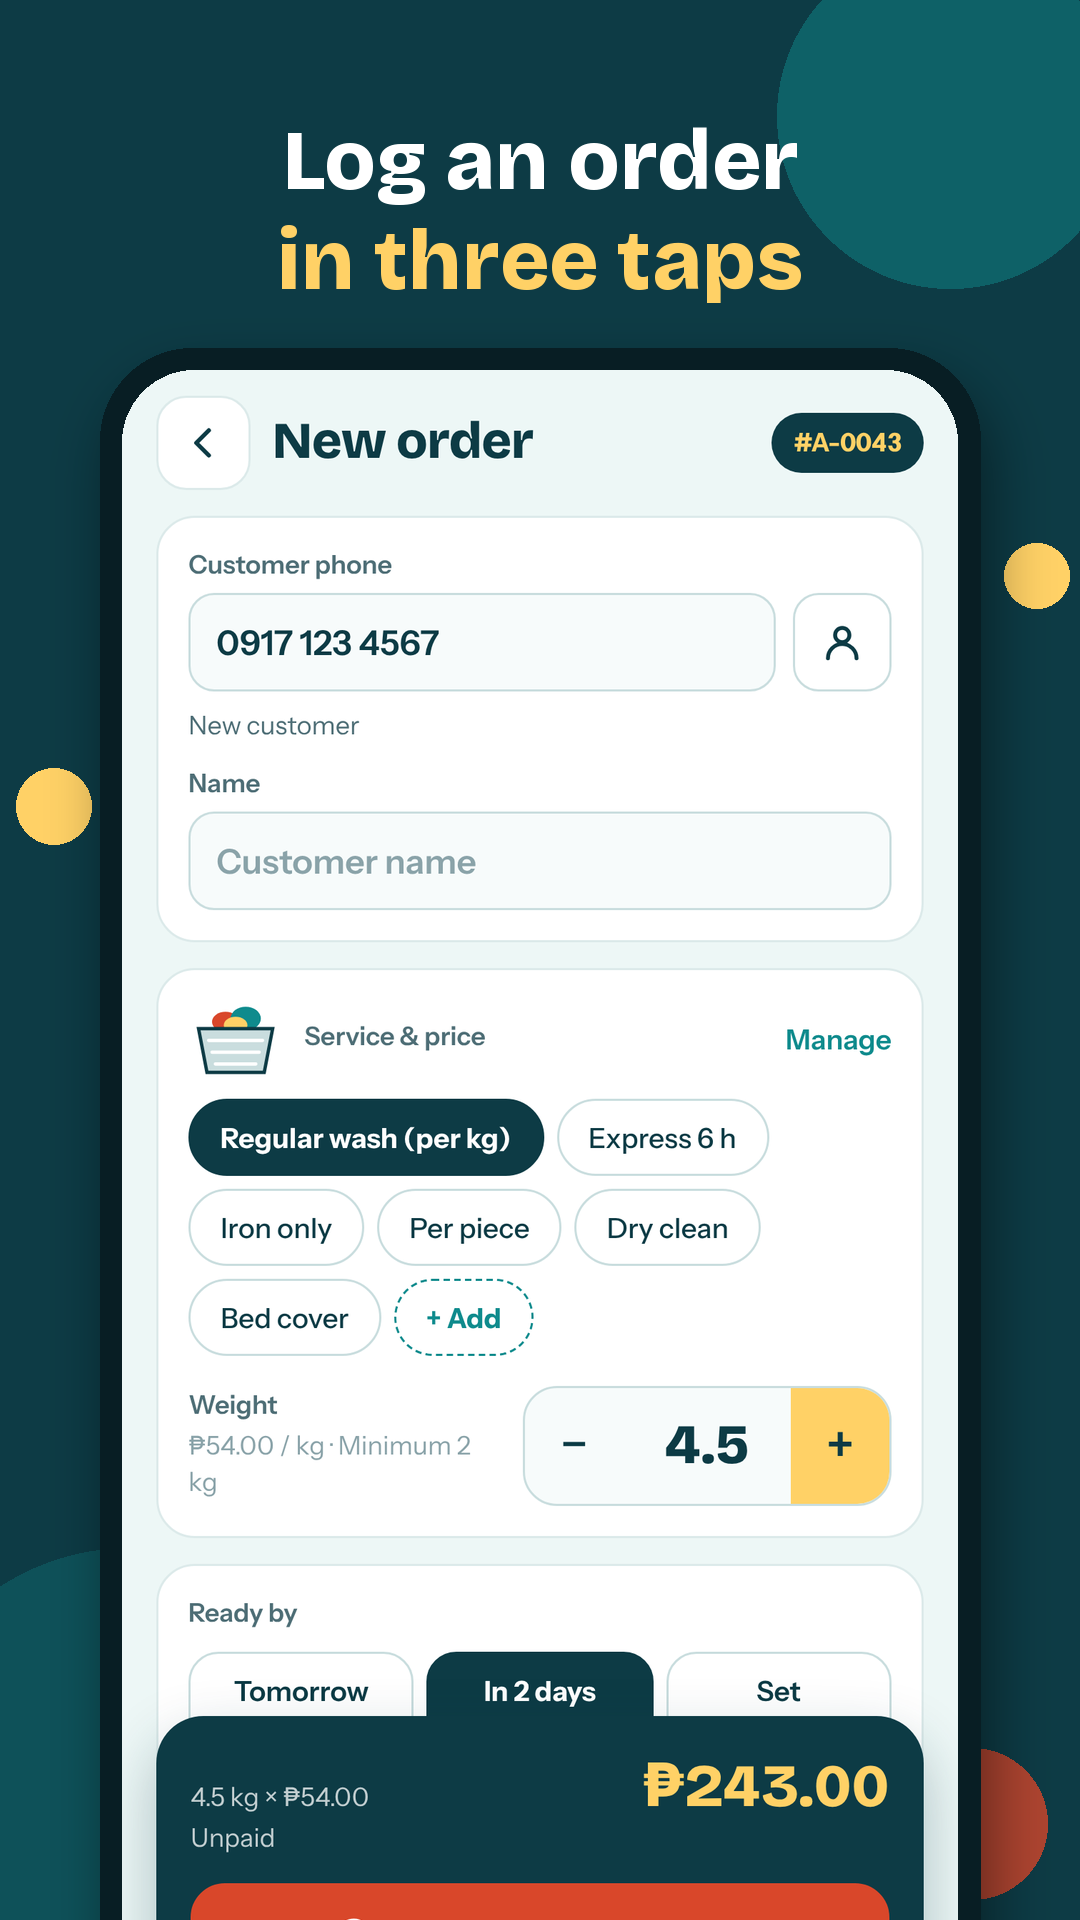 Log an order
in three taps
New order
#A-0043
Customer phone
0917 123 4567
New customer
Name
Customer name
Service & price
Manage
Regular wash (per kg)
Express 6 h
Iron only
Per piece
Dry clean
Bed cover
+ Add
Weight
₱54.00 / kg · Minimum 2
kg
− 4.5 +
Ready by
Tomorrow
In 2 days
Set
4.5 kg × ₱54.00
₱243.00
Unpaid